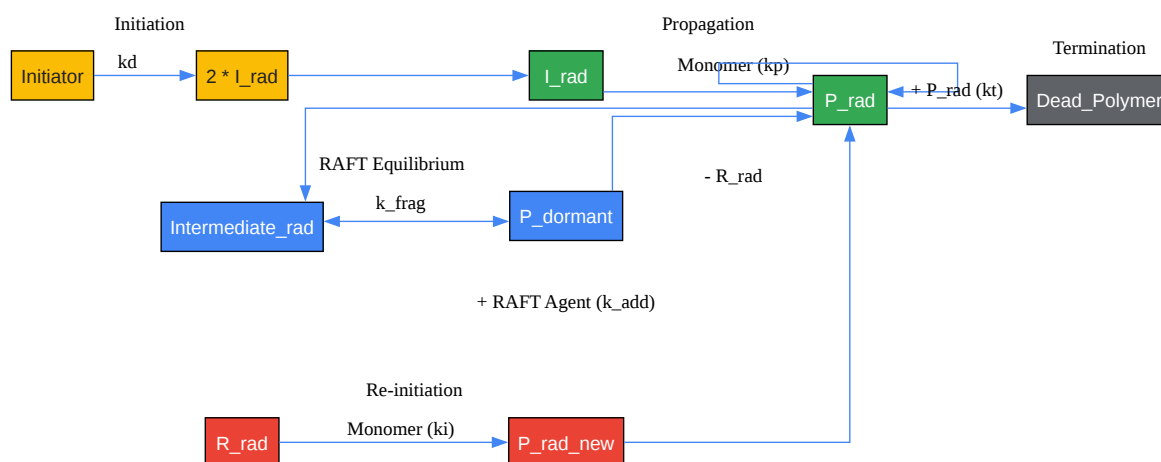 Initiation
Propagation
Termination
Initiator
kd
2 * I_rad
I_rad
Monomer (kp)
P_rad
+ P_rad (kt)
Dead_Polymer
RAFT Equilibrium
- R_rad
Intermediate_rad
k_frag
P_dormant
+ RAFT Agent (k_add)
Re-initiation
R_rad
Monomer (ki)
P_rad_new